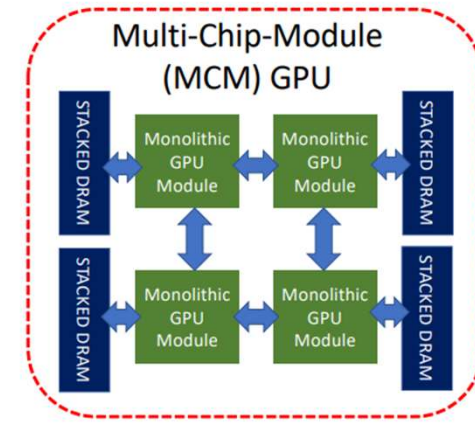 Multi-Chip-Module
(MCM) GPU
STACKED DRAM
Monolithic
GPU
Module
Monolithic
GPU
Module
STACKED DRAM
STACKED DRAM
Monolithic
GPU
Module
Monolithic
GPU
Module
STACKED DRAM